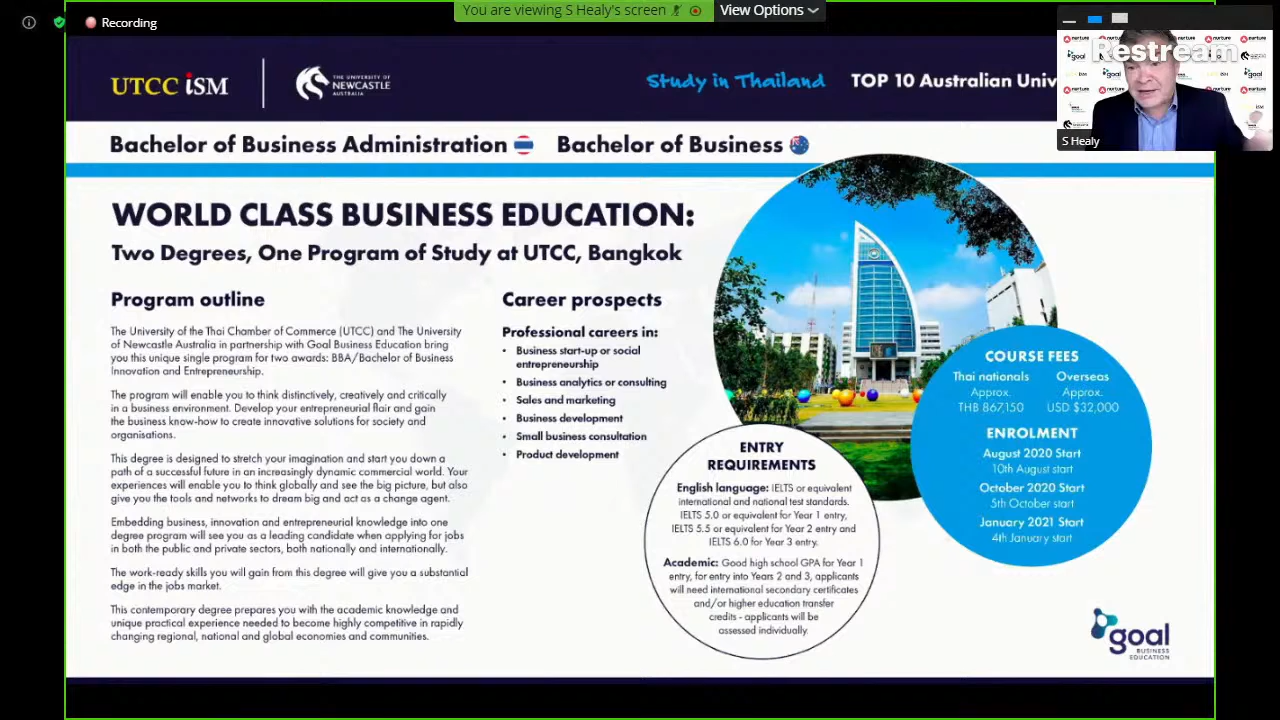 You are viewing S Healy's screen
View Options
Recording
Restream
S Healy
UTCC iSM
THE UNIVERSITY OF
NEWCASTLE
AUSTRALIA
Study in Thailand
TOP 10 Australian
Bachelor of Business Administration
Bachelor of Business
WORLD CLASS BUSINESS EDUCATION:
Two Degrees, One Program of Study at UTCC, Bangkok
Program outline
The University of the Thai Chamber of Commerce (UTCC) and The University
of Newcastle Australia in partnership with Goal Business Education bring
you this unique single program for two awards: BBA/Bachelor of Business
Innovation and Entrepreneurship.
The program will enable you to think distinctively, creatively and critically
in a business environment. Develop your entrepreneurial flair and gain
the business know-how to create innovative solutions for society and
organisations.
This degree is designed to stretch your imagination and start you down a
path of a successful future in an increasingly dynamic commercial world. Your
experiences will enable you to think globally and see the big picture, but also
give you the tools and networks to dream big and act as a change agent.
Embedding business, innovation and entrepreneurial knowledge into one
degree program will see you as a leading candidate when applying for jobs
in both the public and private sectors, both nationally and internationally.
The work-ready skills you will gain from this degree will give you a substantial
edge in the jobs market.
This contemporary degree prepares you with the academic knowledge and
unique practical experience needed to become highly competitive in rapidly
changing regional, national and global economies and communities.
Career prospects
Professional careers in:
• Business start-up or social
entrepreneurship
• Business analytics or consulting
• Sales and marketing
• Business development
• Small business consultation
• Product development
ENTRY
REQUIREMENTS
English language: IELTS or equivalent
international and national test standards.
IELTS 5.0 or equivalent for Year 1 entry,
IELTS 5.5 or equivalent for Year 2 entry and
IELTS 6.0 for Year 3 entry.
Academic: Good high school GPA for Year 1
entry, for entry into Years 2 and 3, applicants
will need international secondary certificates
and/or higher education transfer
credits - applicants will be
assessed individually.
COURSE FEES
Thai nationals
Approx.
THB 867,150
Overseas
Approx.
USD $32,000
ENROLMENT
August 2020 Start
10th August start
October 2020 Start
5th October start
January 2021 Start
4th January start
goal
BUSINESS
EDUCATION